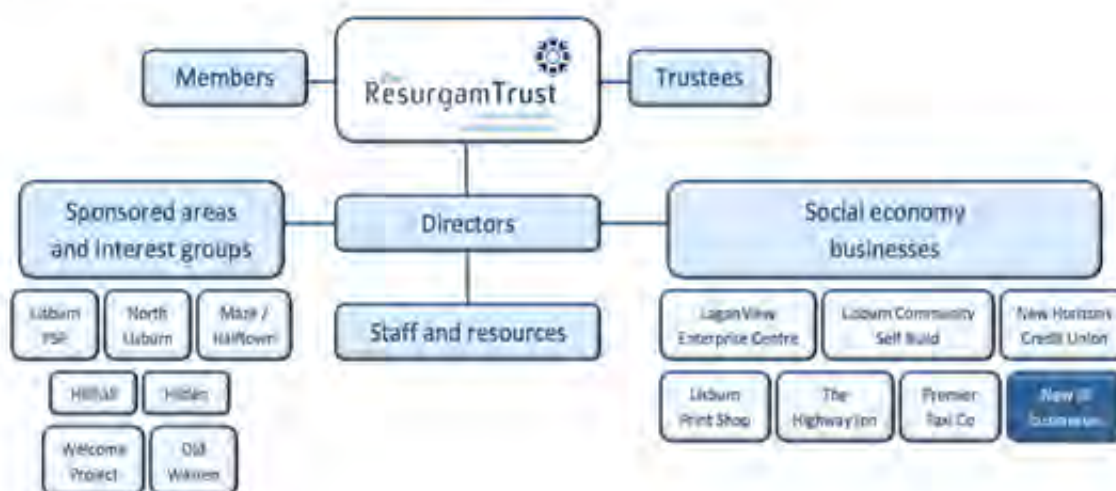 Members
The
ResurgamTrust
Trustees
Sponsored areas
and interest groups
Directors
Social economy
businesses
Staff and resources
Lisburn
PSP
North
Lisburn
Maze /
Halftown
Lagan View
Enterprise Centre
Lisburn Community
Self Build
New Horizons
Credit Union
Hillhall
Hilden
Lisburn
Print Shop
The
Highway Inn
Premier
Taxi Co
New
businesses
Welcome
Project
Old
Warren